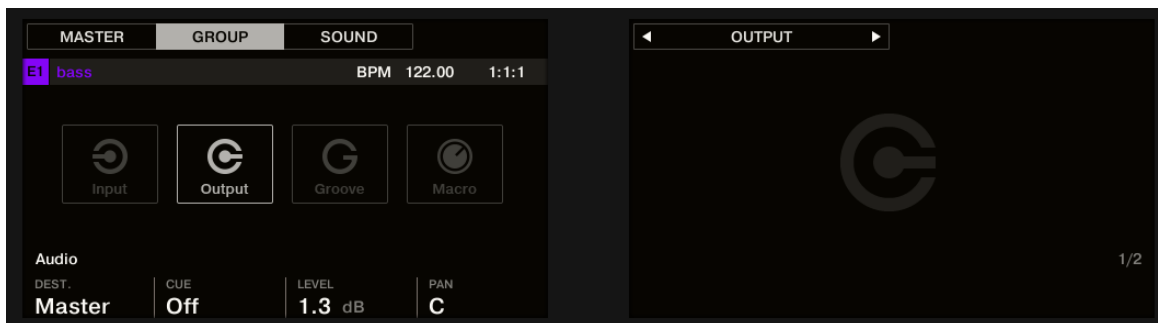 MASTER GROUP SOUND
E1 bass BPM 122.00 1:1:1
Input Output Groove Macro
Audio
DEST. CUE LEVEL PAN
Master Off 1.3 dB C
OUTPUT
1/2